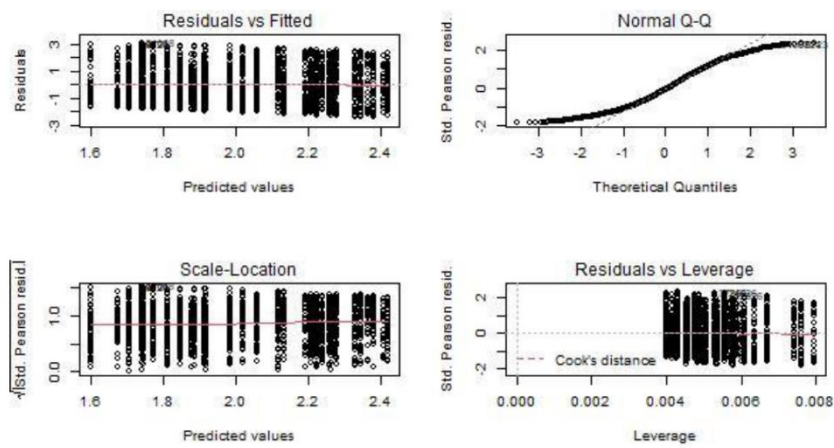 Residuals vs Fitted
Residuals
3
1
-1
-3
1.6
1.8
2.0
2.2
2.4
Predicted values
Normal Q-Q
Std. Pearson resid.
2
0
-2
-3
-2
-1
0
1
2
3
Theoretical Quantiles
Scale-Location
√|Std. Pearson resid.|
1.0
0.0
1.6
1.8
2.0
2.2
2.4
Predicted values
Residuals vs Leverage
Std. Pearson resid.
2
0
-2
Cook's distance
0.000
0.002
0.004
0.006
0.008
Leverage